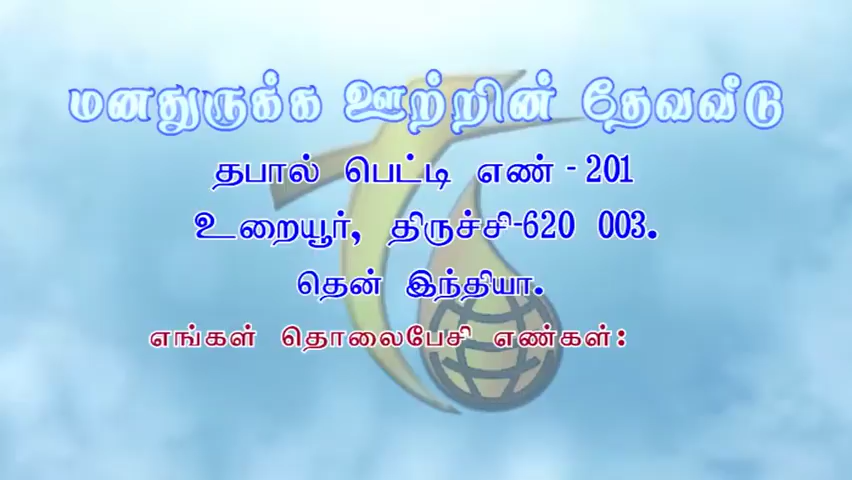 மனதுருக்க ஊற்றின் தேவவீடு
தபால் பெட்டி எண் - 201
உறையூர், திருச்சி-620 003.
தென் இந்தியா.
எங்கள் தொலைபேசி எண்கள்: